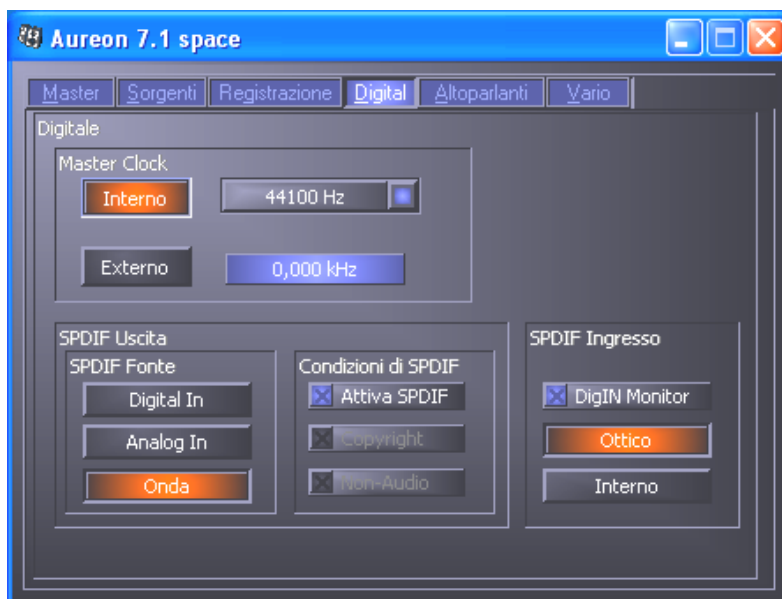 Aureon 7.1 space
Master Sorgenti Registrazione Digital Altoparlanti Vario
Digitale
Master Clock
Interno 44100 Hz
Externo 0,000 kHz
SPDIF Uscita
SPDIF Fonte
Digital In
Analog In
Onda
Condizioni di SPDIF
Attiva SPDIF
Copyright
Non-Audio
SPDIF Ingresso
DigIN Monitor
Ottico
Interno